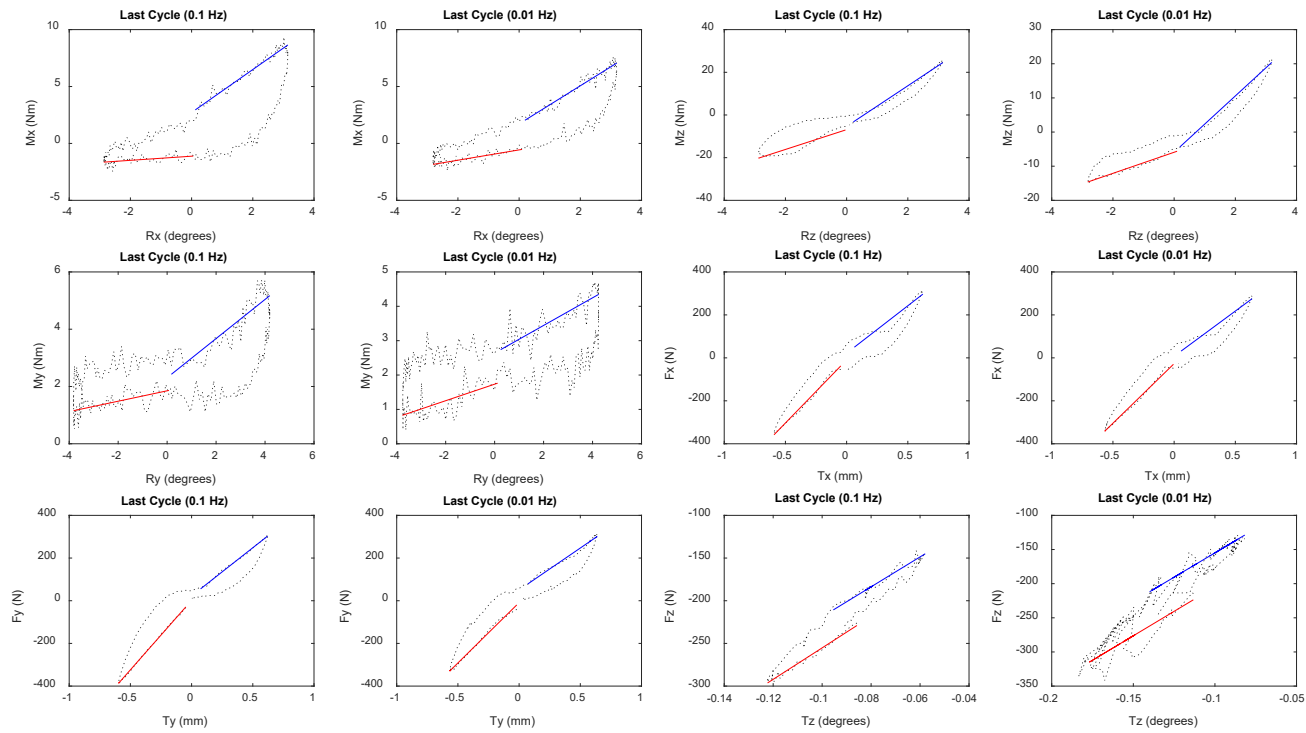 Last Cycle (0.1 Hz)
10
5
0
-5
Mx (Nm)
-4 -2 0 2 4
Rx (degrees)
Last Cycle (0.01 Hz)
10
5
0
-5
Mx (Nm)
-4 -2 0 2 4
Rx (degrees)
Last Cycle (0.1 Hz)
40
20
0
-20
-40
Mz (Nm)
-4 -2 0 2 4
Rz (degrees)
Last Cycle (0.01 Hz)
30
20
10
0
-10
-20
Mz (Nm)
-4 -2 0 2 4
Rz (degrees)
Last Cycle (0.1 Hz)
6
4
2
0
My (Nm)
-4 -2 0 2 4 6
Ry (degrees)
Last Cycle (0.01 Hz)
5
4
3
2
1
0
My (Nm)
-4 -2 0 2 4 6
Ry (degrees)
Last Cycle (0.1 Hz)
400
200
0
-200
-400
Fx (N)
-1 -0.5 0 0.5 1
Tx (mm)
Last Cycle (0.01 Hz)
400
200
0
-200
-400
Fx (N)
-1 -0.5 0 0.5 1
Tx (mm)
Last Cycle (0.1 Hz)
400
200
0
-200
-400
Fy (N)
-1 -0.5 0 0.5 1
Ty (mm)
Last Cycle (0.01 Hz)
400
200
0
-200
-400
Fy (N)
-1 -0.5 0 0.5 1
Ty (mm)
Last Cycle (0.1 Hz)
-100
-150
-200
-250
-300
Fz (N)
-0.14 -0.12 -0.1 -0.08 -0.06 -0.04
Tz (degrees)
Last Cycle (0.01 Hz)
-100
-150
-200
-250
-300
-350
Fz (N)
-0.2 -0.15 -0.1 -0.05
Tz (degrees)